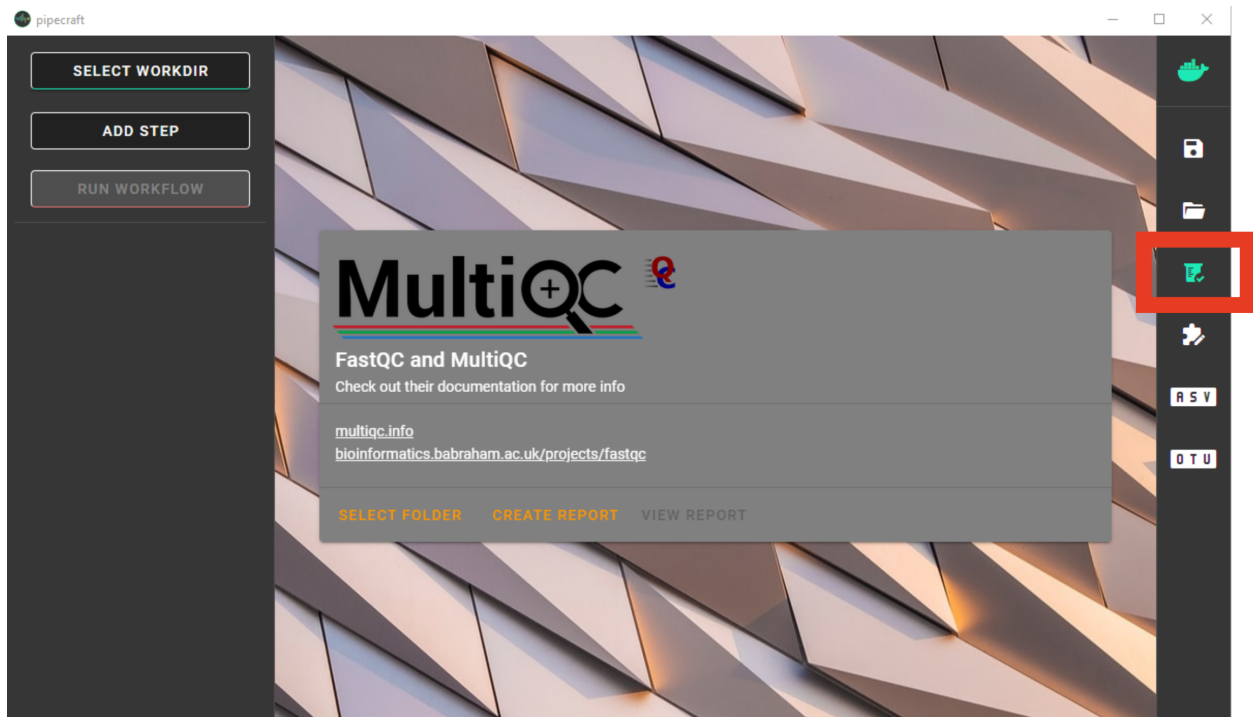 pipecraft
SELECT WORKDIR
ADD STEP
RUN WORKFLOW
MultiQC QC
FastQC and MultiQC
Check out their documentation for more info
multiqc.info
bioinformatics.babraham.ac.uk/projects/fastqc
SELECT FOLDER CREATE REPORT VIEW REPORT
ASV
OTU